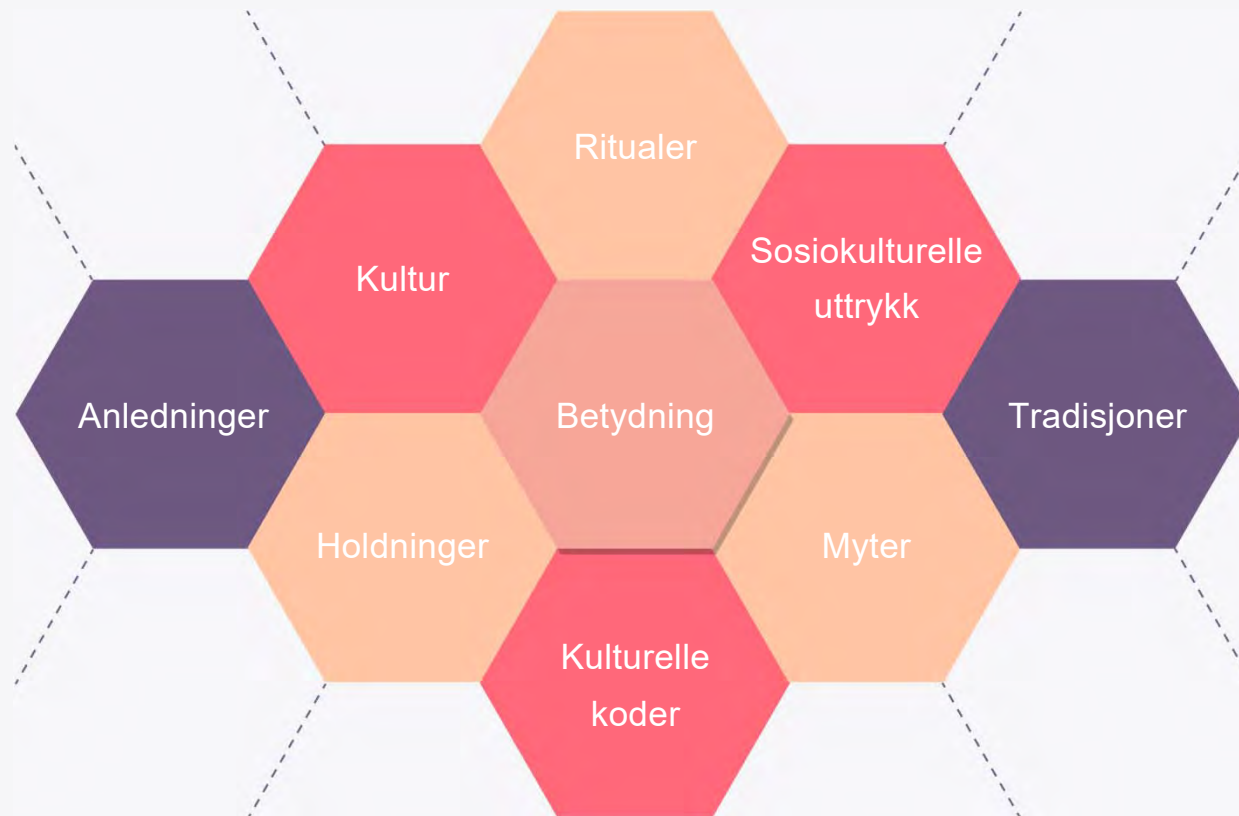 Ritualer
Kultur
Sosiokulturelle
uttrykk
Anledninger
Betydning
Tradisjoner
Holdninger
Myter
Kulturelle
koder